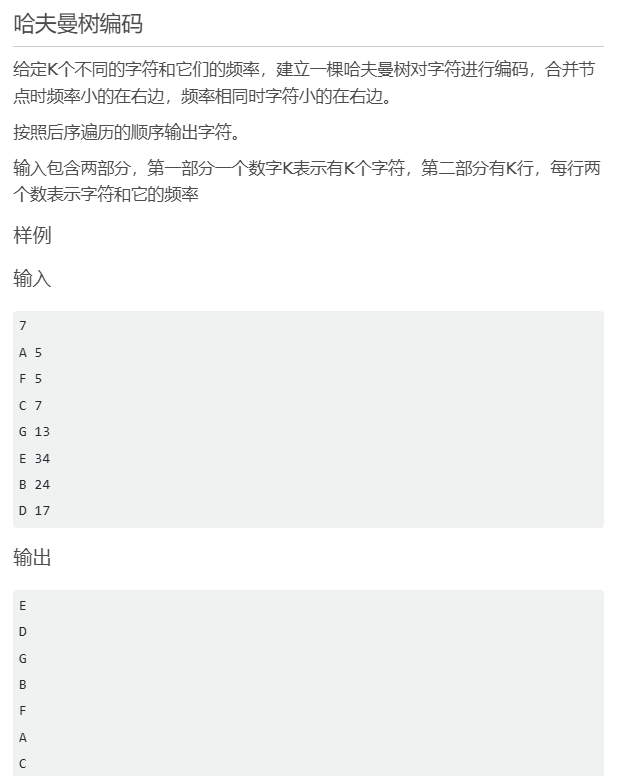 哈夫曼树编码
给定K个不同的字符和它们的频率，建立一棵哈夫曼树对字符进行编码，合并节
点时频率小的在右边，频率相同时字符小的在右边。
按照后序遍历的顺序输出字符。
输入包含两部分，第一部分一个数字K表示有K个字符，第二部分有K行，每行两
个数表示字符和它的频率
样例
输入
7
A 5
F 5
C 7
G 13
E 34
B 24
D 17
输出
E
D
G
B
F
A
C